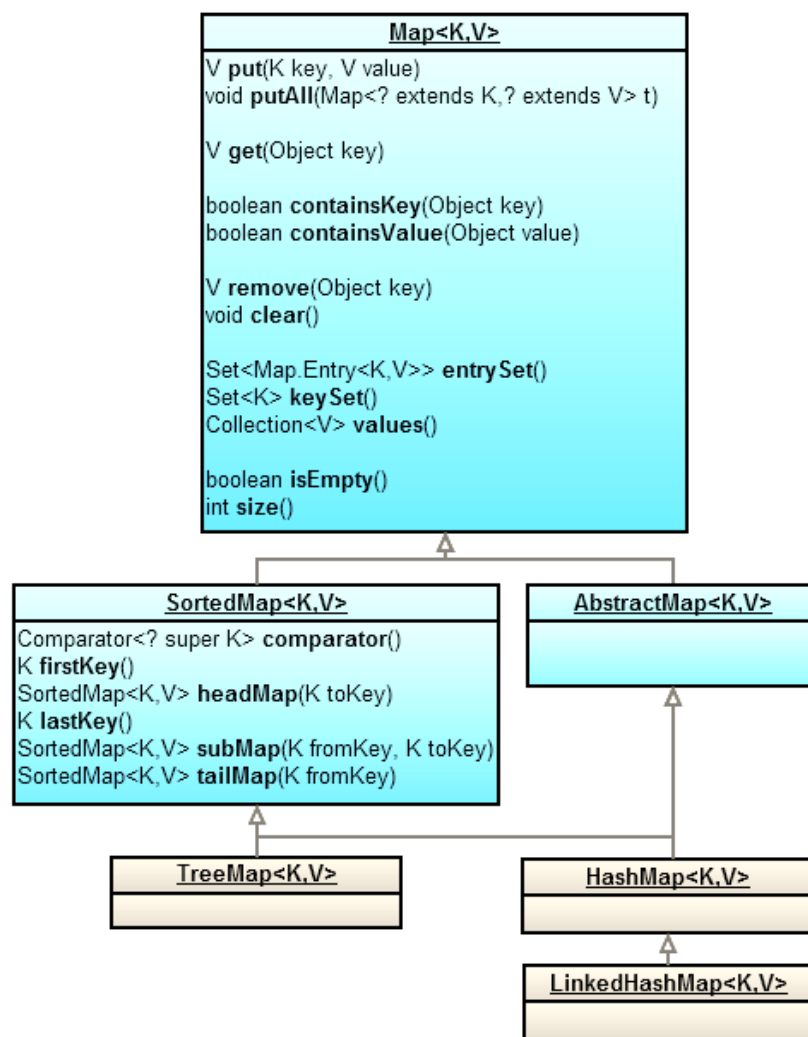 Map<K,V>
V put(K key, V value)
void putAll(Map<? extends K,? extends V> t)
V get(Object key)
boolean containsKey(Object key)
boolean containsValue(Object value)
V remove(Object key)
void clear()
Set<Map.Entry<K,V>> entrySet()
Set<K> keySet()
Collection<V> values()
boolean isEmpty()
int size()
SortedMap<K,V>
Comparator<? super K> comparator()
K firstKey()
SortedMap<K,V> headMap(K toKey)
K lastKey()
SortedMap<K,V> subMap(K fromKey, K toKey)
SortedMap<K,V> tailMap(K fromKey)
AbstractMap<K,V>
TreeMap<K,V>
HashMap<K,V>
LinkedHashMap<K,V>